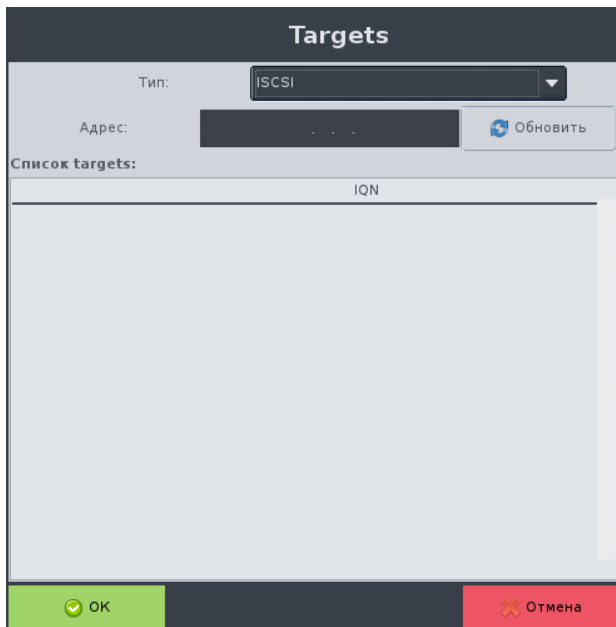 Targets
Тип:
ISCSI
Адрес:
. . .
Обновить
Список targets:
IQN
OK
Отмена